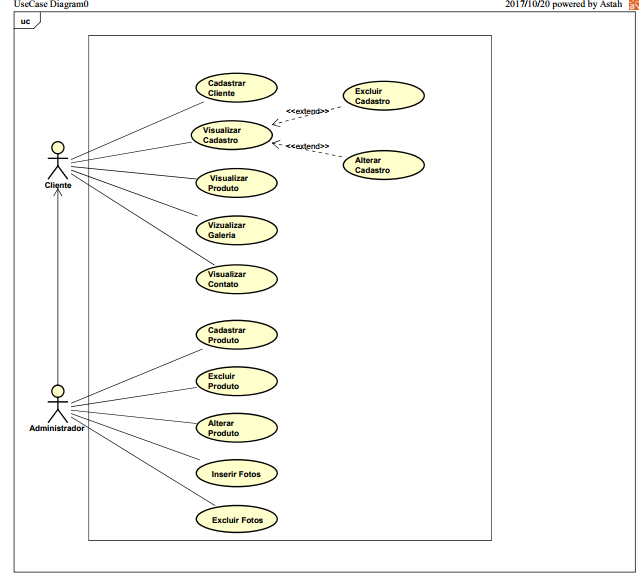 UseCase Diagram0
2017/10/20 powered by Astah
uc
Cadastrar
Cliente
Excluir
Cadastro
<<extend>>
Visualizar
Cadastro
<<extend>>
Alterar
Cadastro
Cliente
Visualizar
Produto
Vizualizar
Galeria
Visualizar
Contato
Cadastrar
Produto
Excluir
Produto
Administrador
Alterar
Produto
Inserir Fotos
Excluir Fotos